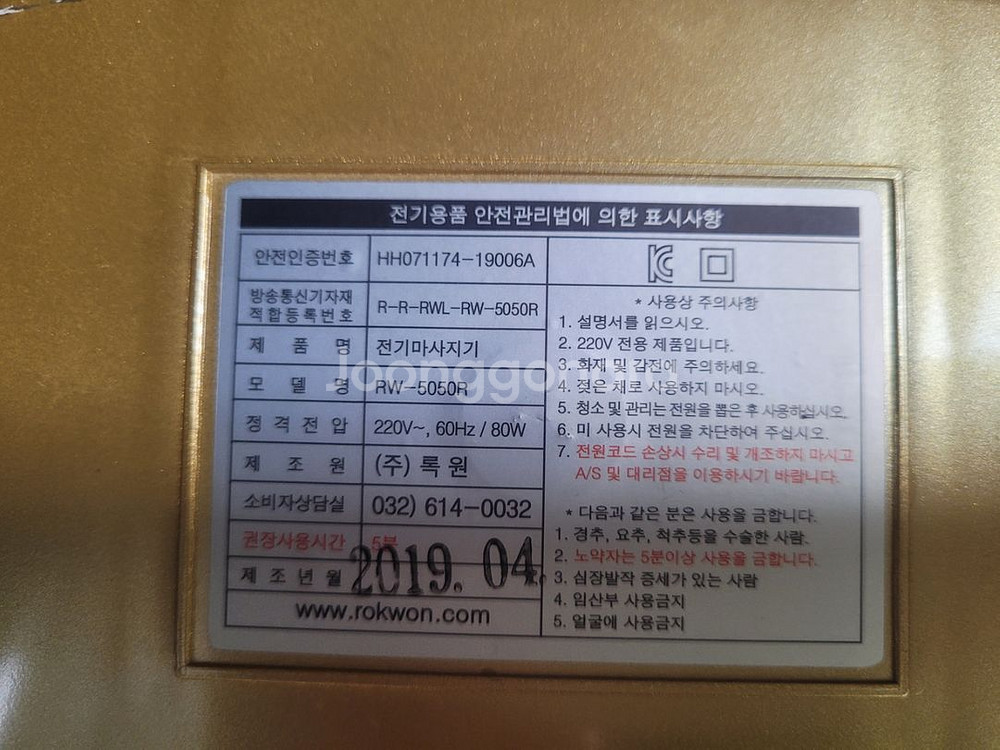 전기용품 안전관리법에 의한 표시사항
안전인증번호 HH071174-19006A
방송통신기자재
적합등록번호 R-R-RWL-RW-5050R
제 품 명 전기마사지기
모 델 명 RW-5050R
정 격 전 압 220V~, 60Hz / 80W
제 조 원 (주) 록 원
소비자상담실 032) 614-0032
권장사용시간 5분
제 조 년 월 2019. 04.
www.rokwon.com
* 사용상 주의사항
1. 설명서를 읽으시오.
2. 220V 전용 제품입니다.
3. 화재 및 감전에 주의하세요.
4. 젖은 채로 사용하지 마시오.
5. 청소 및 관리는 전원을 뽑은 후 사용하십시오.
6. 미 사용시 전원을 차단하여 주십시오.
7. 전원코드 손상시 수리 및 개조하지 마시고
A/S 및 대리점을 이용하시기 바랍니다.
* 다음과 같은 분은 사용을 금합니다.
1. 경추, 요추, 척추등을 수술한 사람.
2. 노약자는 5분이상 사용을 금합니다.
3. 심장발작 증세가 있는 사람
4. 임산부 사용금지
5. 얼굴에 사용금지